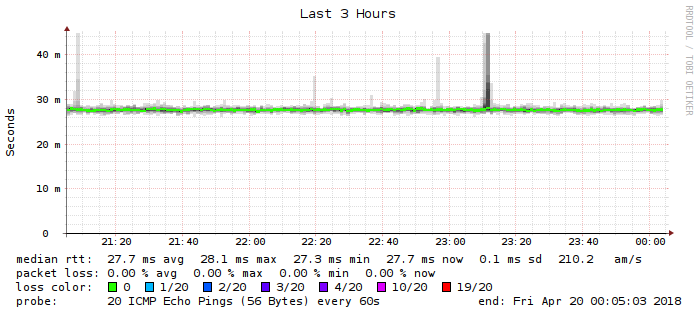 Last 3 Hours
RRDTOOL / TOBI OETIKER
Seconds
40 m
30 m
20 m
10 m
0
21:20 21:40 22:00 22:20 22:40 23:00 23:20 23:40 00:00
median rtt: 27.7 ms avg 28.1 ms max 27.3 ms min 27.7 ms now 0.1 ms sd 210.2 am/s
packet loss: 0.00 % avg 0.00 % max 0.00 % min 0.00 % now
loss color: 0 1/20 2/20 3/20 4/20 10/20 19/20
probe: 20 ICMP Echo Pings (56 Bytes) every 60s end: Fri Apr 20 00:05:03 2018